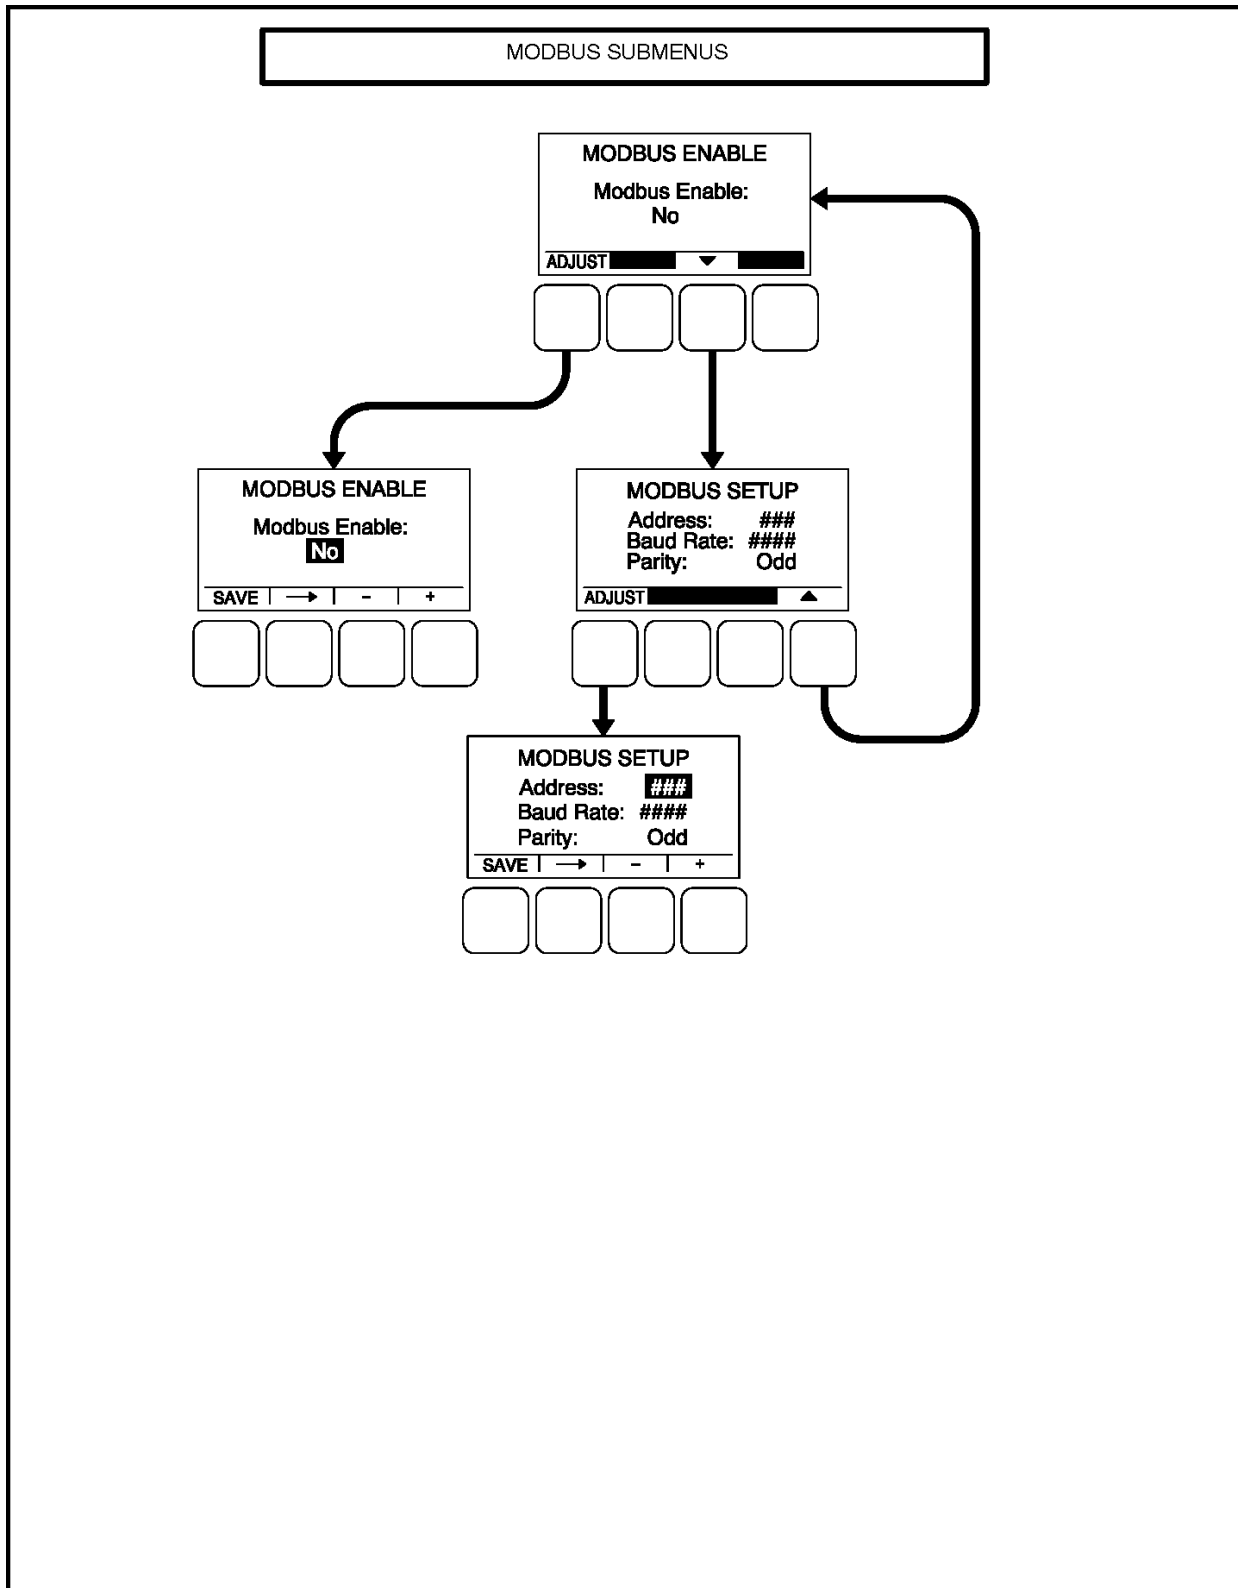 MODBUS SUBMENUS
MODBUS ENABLE
Modbus Enable:
No
ADJUST ▼
MODBUS ENABLE
Modbus Enable:
No
SAVE | → | - | +
MODBUS SETUP
Address: ###
Baud Rate: ####
Parity: Odd
ADJUST ▲
MODBUS SETUP
Address: ###
Baud Rate: ####
Parity: Odd
SAVE | → | - | +